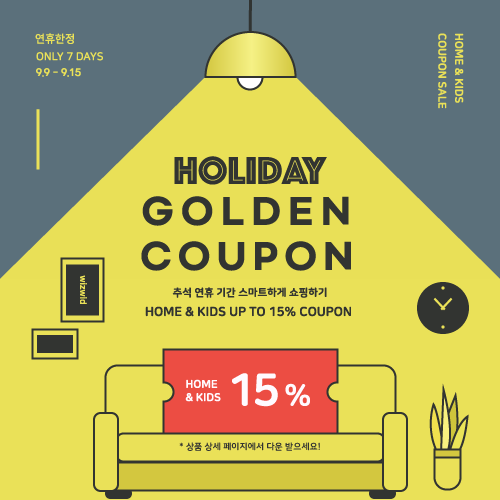 연휴한정
ONLY 7 DAYS
9.9 - 9.15
HOME & KIDS
COUPON SALE
HOLIDAY
GOLDEN
COUPON
추석 연휴 기간 스마트하게 쇼핑하기
HOME & KIDS UP TO 15% COUPON
wizwid
HOME
& KIDS
15%
* 상품 상세 페이지에서 다운 받으세요!